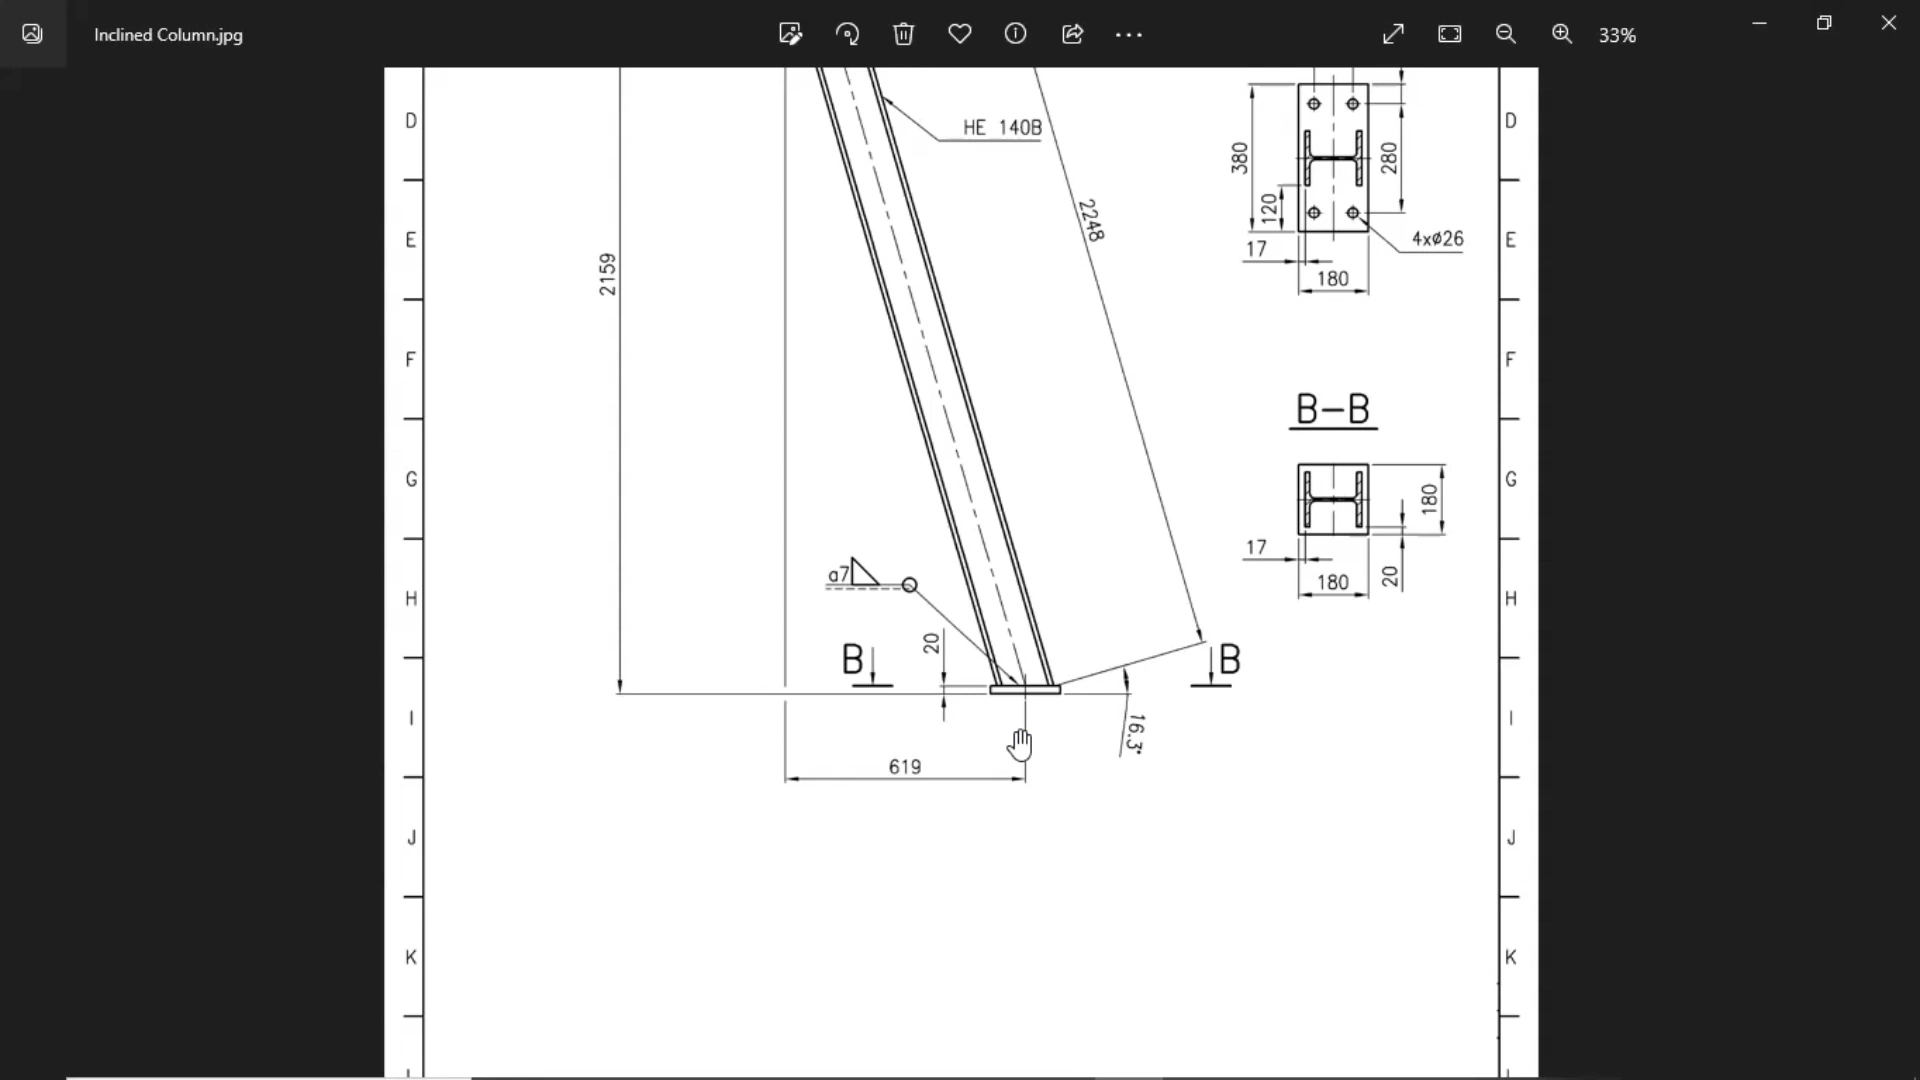 Inclined Column.jpg
33%
D
HE 140B
D
380
280
2248
120
E
4xø26
E
17
2159
180
F
F
B-B
G
180
G
17
a7
180
20
H
H
20
B
B
I
16.3°
I
619
J
J
K
K